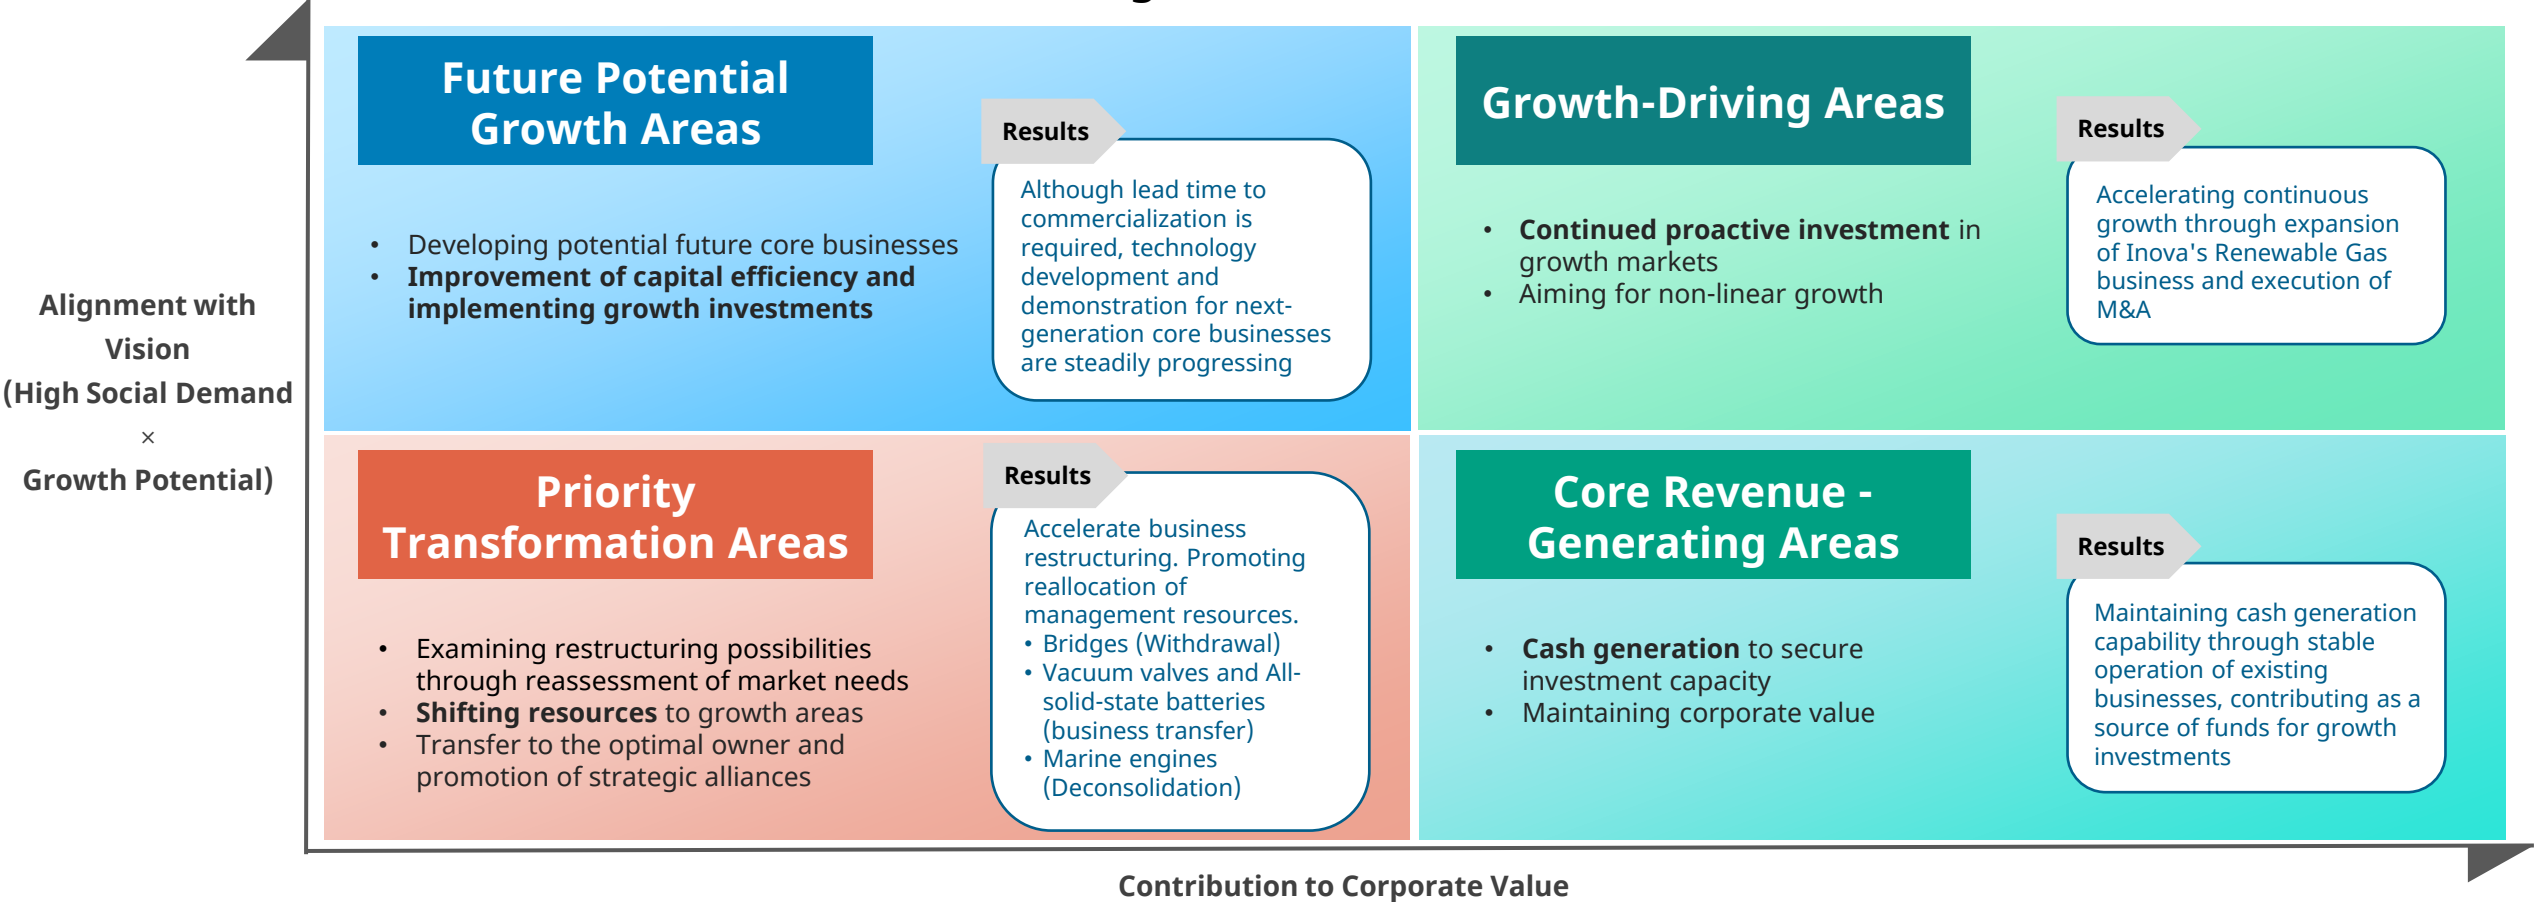 Future Potential
Growth Areas
Results
Although lead time to
commercialization is
required, technology
development and
demonstration for next-
generation core businesses
are steadily progressing
• Developing potential future core businesses
• Improvement of capital efficiency and
implementing growth investments
Growth-Driving Areas
Results
Accelerating continuous
growth through expansion
of Inova's Renewable Gas
business and execution of
M&A
• Continued proactive investment in
growth markets
• Aiming for non-linear growth
Alignment with
Vision
(High Social Demand
×
Growth Potential)
Priority
Transformation Areas
Results
Accelerate business
restructuring. Promoting
reallocation of
management resources.
• Bridges (Withdrawal)
• Vacuum valves and All-
solid-state batteries
(business transfer)
• Marine engines
(Deconsolidation)
• Examining restructuring possibilities
through reassessment of market needs
• Shifting resources to growth areas
• Transfer to the optimal owner and
promotion of strategic alliances
Core Revenue -
Generating Areas
Results
Maintaining cash generation
capability through stable
operation of existing
businesses, contributing as a
source of funds for growth
investments
• Cash generation to secure
investment capacity
• Maintaining corporate value
Contribution to Corporate Value